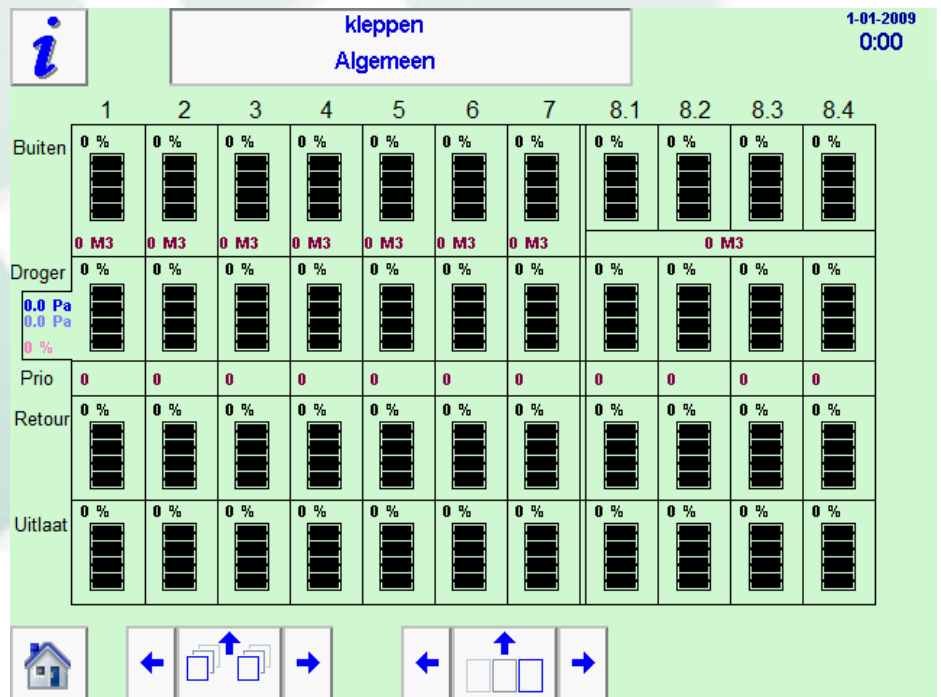 i
kleppen
Algemeen
1-01-2009
0:00
1 2 3 4 5 6 7 8.1 8.2 8.3 8.4
Buiten 0 % 0 % 0 % 0 % 0 % 0 % 0 % 0 % 0 % 0 % 0 %
0 M3 0 M3 0 M3 0 M3 0 M3 0 M3 0 M3 0 M3
Droger 0 % 0 % 0 % 0 % 0 % 0 % 0 % 0 % 0 % 0 % 0 %
0.0 Pa
0.0 Pa
0 %
Prio 0 0 0 0 0 0 0 0 0 0 0
Retour 0 % 0 % 0 % 0 % 0 % 0 % 0 % 0 % 0 % 0 % 0 %
Uitlaat 0 % 0 % 0 % 0 % 0 % 0 % 0 % 0 % 0 % 0 % 0 %